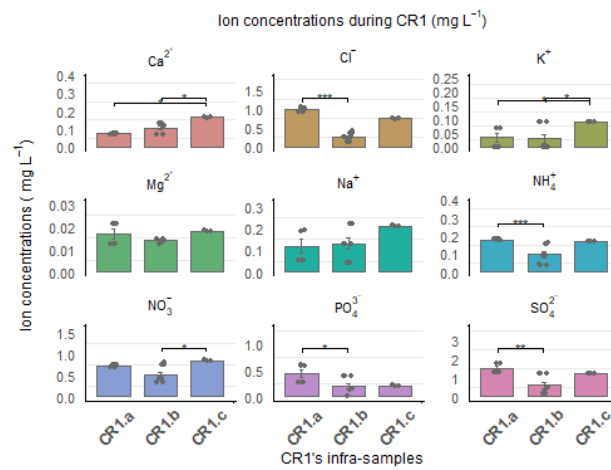 Ion concentrations during CR1 (mg L⁻¹)
Ca²⁺ Cl⁻ K⁺
0.4 1.5 0.25
0.3 0.20
0.2 1.0 0.15
0.1 0.5 0.10
0.05
0.0 0.0 0.00
* * *** * *
Mg²⁺ Na⁺ NH₄⁺
0.03 0.3 0.4
0.02 0.2 0.3
0.01 0.1 0.2
0.1
0.00 0.0 0.0
***
NO₃⁻ PO₄³⁻ SO₄²⁻
1.5 1.0 3
1.0 0.5 2
0.5 1
0.0 0.0 0
* * **
CR1.a CR1.b CR1.c CR1.a CR1.b CR1.c CR1.a CR1.b CR1.c
CR1's infra-samples
Ion concentrations ( mg L⁻¹)